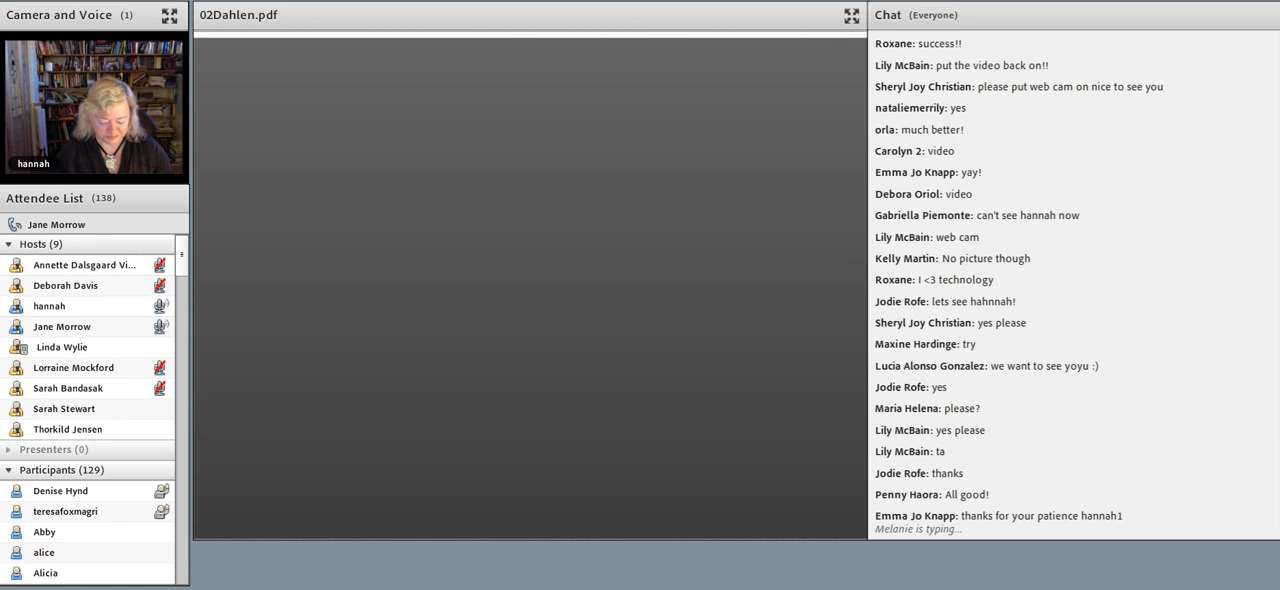 Camera and Voice (1)
hannah
Attendee List (138)
Jane Morrow
Hosts (9)
Annette Dalsgaard Vi...
Deborah Davis
hannah
Jane Morrow
Linda Wylie
Lorraine Mockford
Sarah Bandasak
Sarah Stewart
Thorkild Jensen
Presenters (0)
Participants (129)
Denise Hynd
teresafoxmagri
Abby
alice
Alicia
02Dahlen.pdf
Chat (Everyone)
Roxane: success!!
Lily McBain: put the video back on!!
Sheryl Joy Christian: please put web cam on nice to see you
nataliemerrily: yes
orla: much better!
Carolyn 2: video
Emma Jo Knapp: yay!
Debora Oriol: video
Gabriella Piemonte: can't see hannah now
Lily McBain: web cam
Kelly Martin: No picture though
Roxane: I <3 technology
Jodie Rofe: lets see hahnnah!
Sheryl Joy Christian: yes please
Maxine Hardinge: try
Lucia Alonso Gonzalez: we want to see yoyu :)
Jodie Rofe: yes
Maria Helena: please?
Lily McBain: yes please
Lily McBain: ta
Jodie Rofe: thanks
Penny Haora: All good!
Emma Jo Knapp: thanks for your patience hannah1
Melanie is typing...